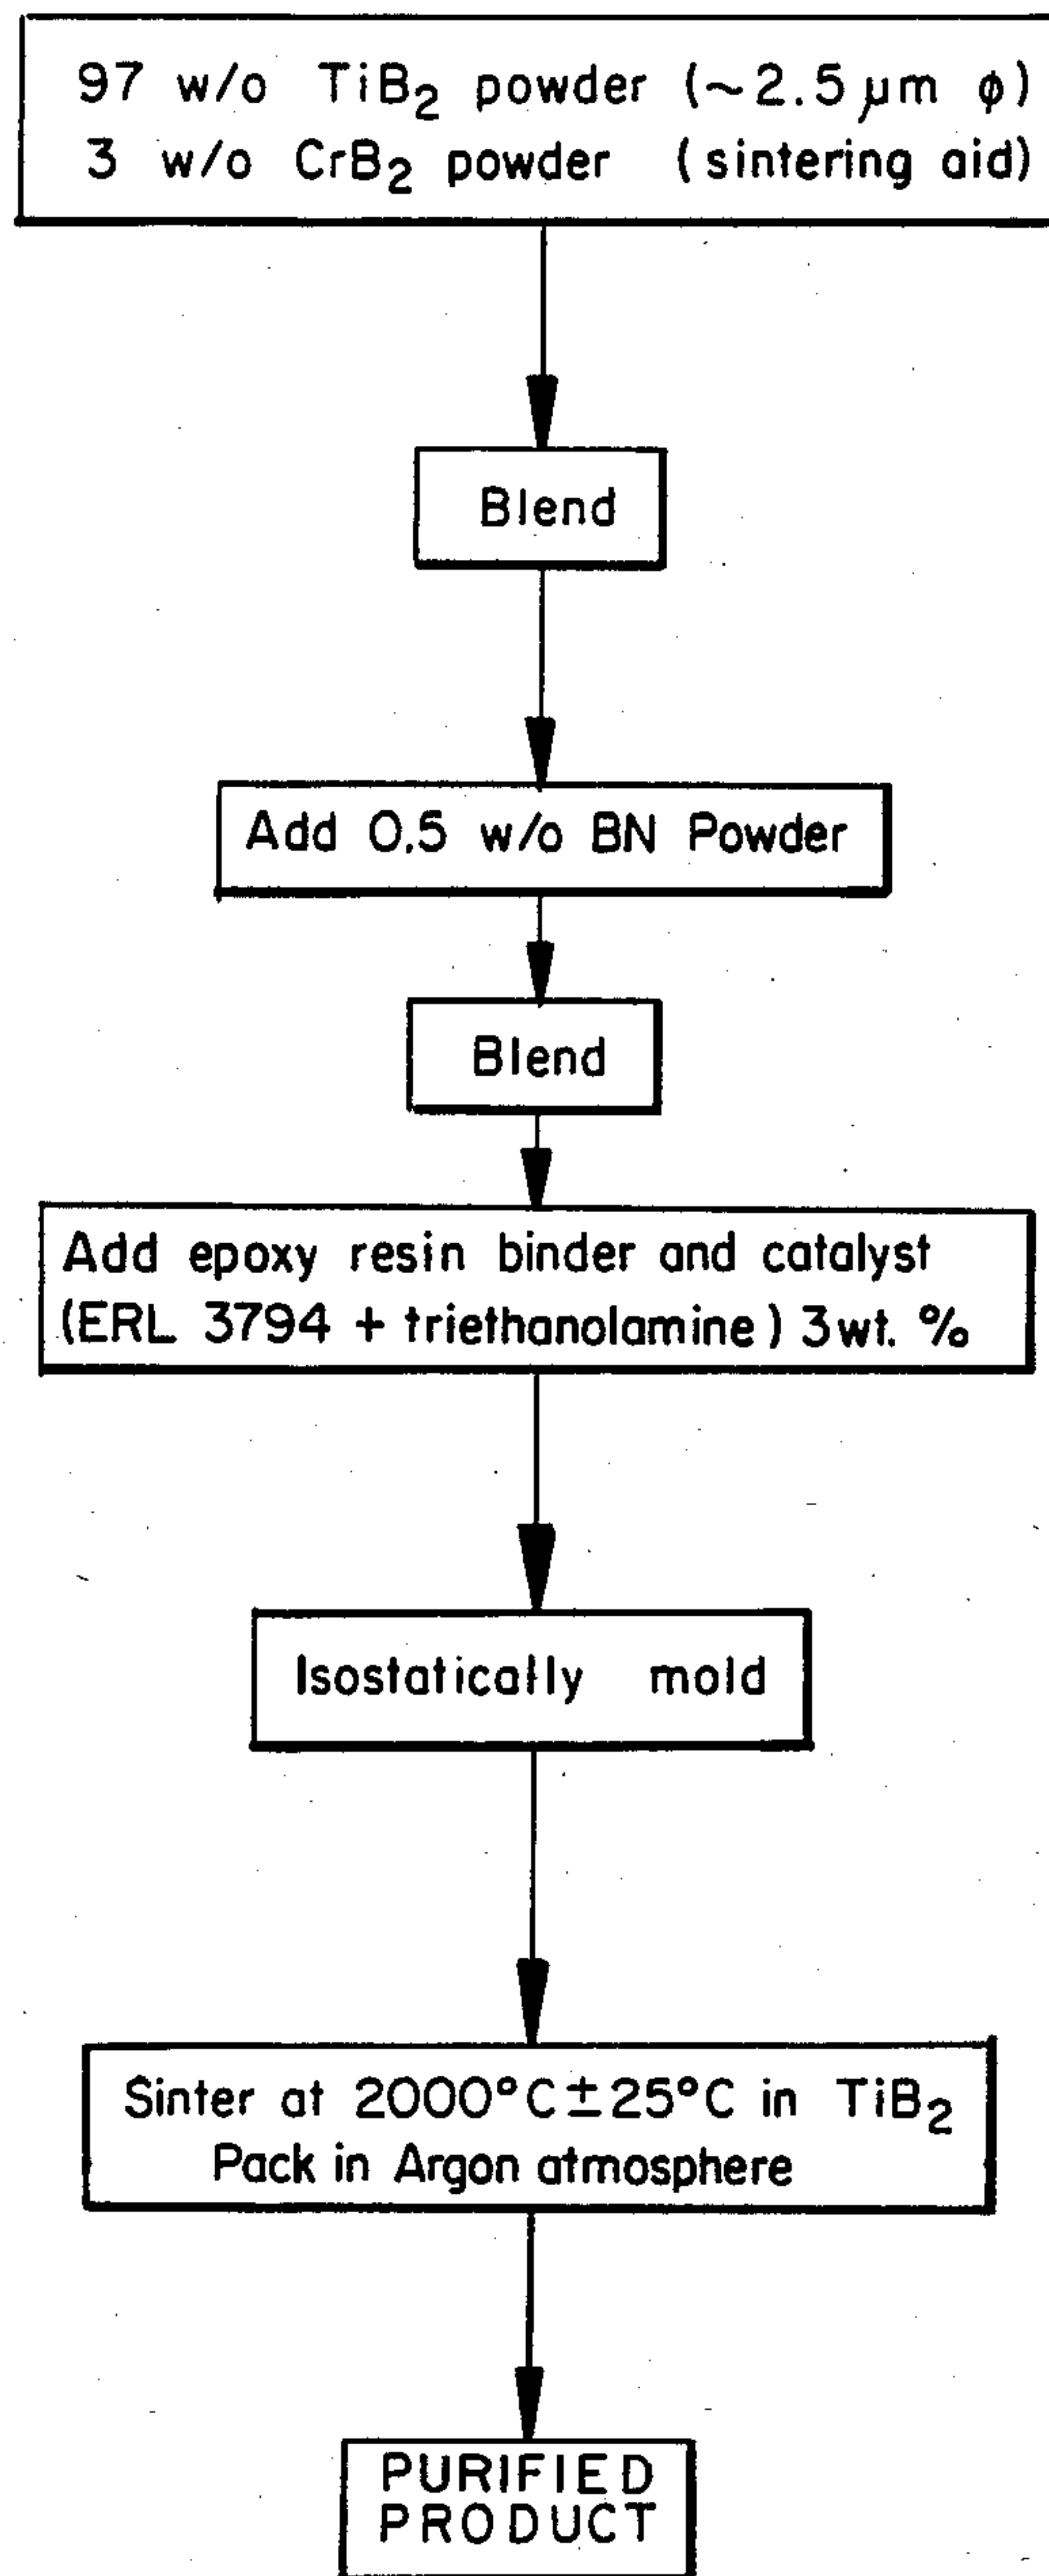 97 w/o TiB₂ powder (~2.5 μm ϕ)
3 w/o CrB₂ powder (sintering aid)
Blend
Add 0.5 w/o BN Powder
Blend
Add epoxy resin binder and catalyst
(ERL 3794 + triethanolamine) 3 wt. %
Isostatically mold
Sinter at 2000°C ± 25°C in TiB₂
Pack in Argon atmosphere
PURIFIED
PRODUCT